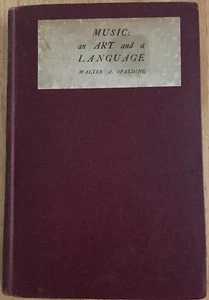 MUSIC:
an ART and a
LANGUAGE
WALTER A. SPALDING